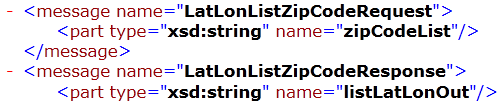 - <message name="LatLonListZipCodeRequest">
<part type="xsd:string" name="zipCodeList"/>
</message>
- <message name="LatLonListZipCodeResponse">
<part type="xsd:string" name="listLatLonOut"/>